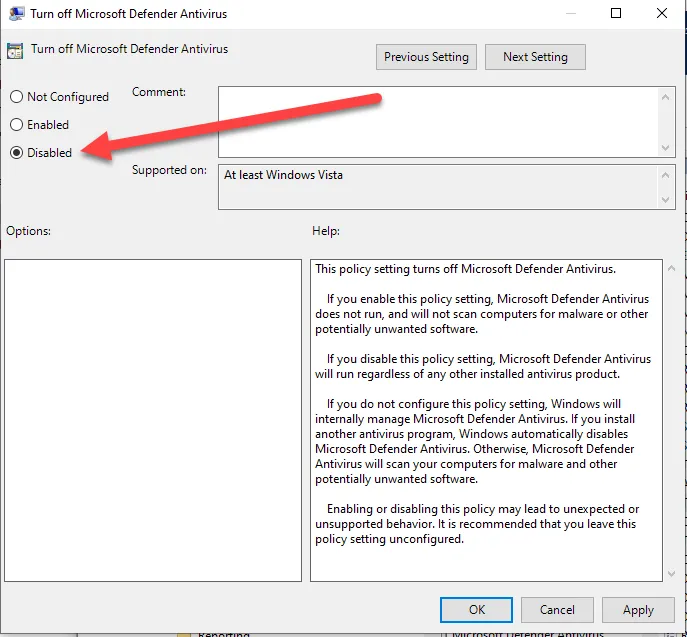 Turn off Microsoft Defender Antivirus
Turn off Microsoft Defender Antivirus
Previous Setting
Next Setting
Not Configured
Enabled
Disabled
Comment:
Supported on:
At least Windows Vista
Options:
Help:
This policy setting turns off Microsoft Defender Antivirus.
If you enable this policy setting, Microsoft Defender Antivirus
does not run, and will not scan computers for malware or other
potentially unwanted software.
If you disable this policy setting, Microsoft Defender Antivirus
will run regardless of any other installed antivirus product.
If you do not configure this policy setting, Windows will
internally manage Microsoft Defender Antivirus. If you install
another antivirus program, Windows automatically disables
Microsoft Defender Antivirus. Otherwise, Microsoft Defender
Antivirus will scan your computers for malware and other
potentially unwanted software.
Enabling or disabling this policy may lead to unexpected or
unsupported behavior. It is recommended that you leave this
policy setting unconfigured.
OK
Cancel
Apply
Reporting
Microsoft Defender Antivirus